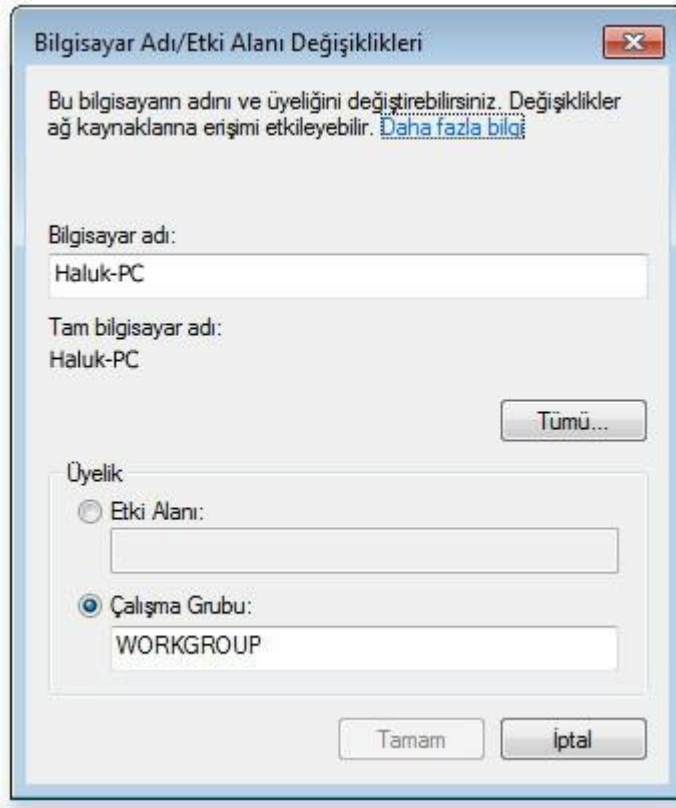 Bilgisayar Adı/Etki Alanı Değişiklikleri
Bu bilgisayarın adını ve üyeliğini değiştirebilirsiniz. Değişiklikler
ağ kaynaklarına erişimi etkileyebilir. Daha fazla bilgi
Bilgisayar adı:
Haluk-PC
Tam bilgisayar adı:
Haluk-PC
Tümü...
Üyelik
Etki Alanı:
Çalışma Grubu:
WORKGROUP
Tamam İptal